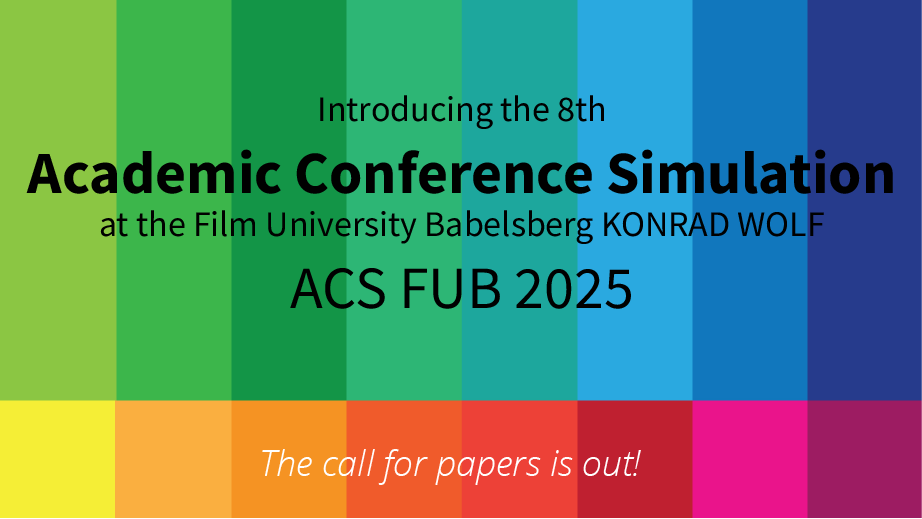 Introducing the 8th
Academic Conference Simulation
at the Film University Babelsberg KONRAD WOLF
ACS FUB 2025
The call for papers is out!